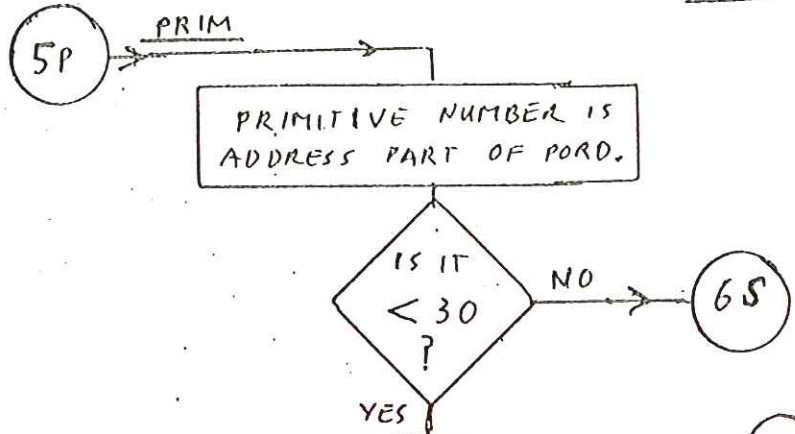 PRIM
5P
PRIMITIVE NUMBER IS
ADDRESS PART OF PORD.
IS IT
< 30
?
NO
6S
YES